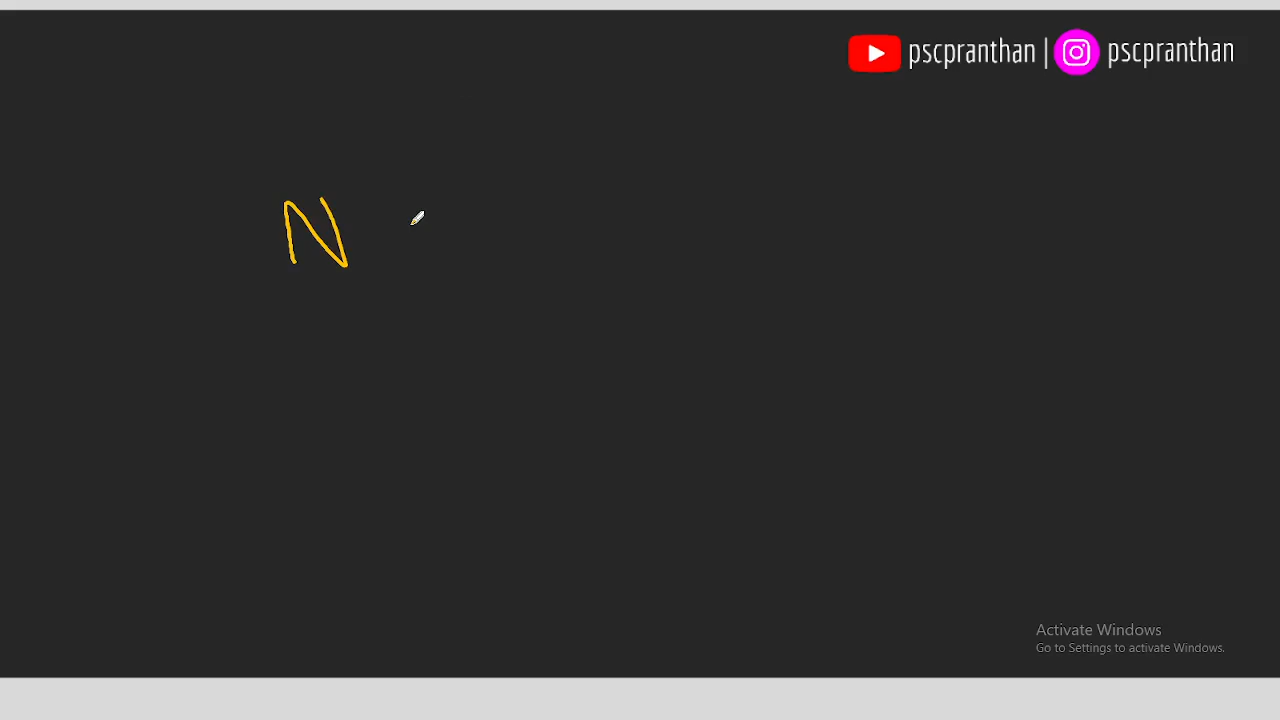 pscpranthan | pscpranthan
N
Activate Windows
Go to Settings to activate Windows.